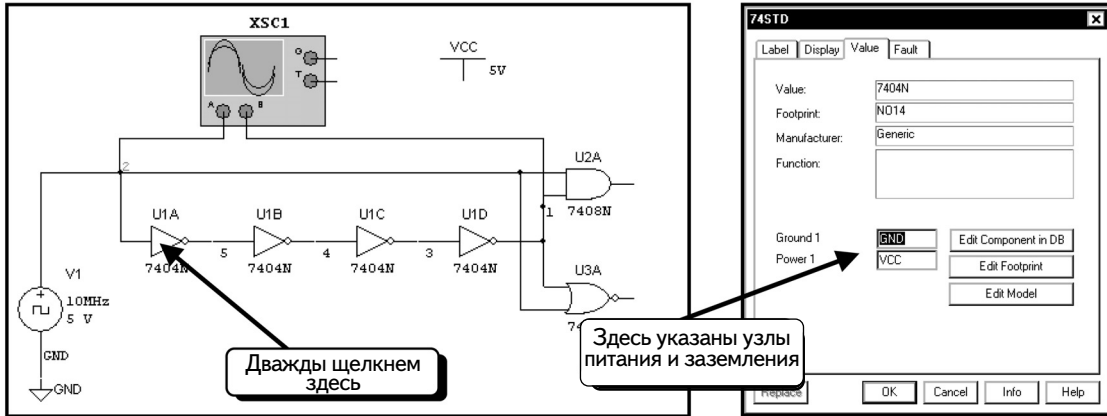 XSC1
G
T
A
B
VCC
5V
2
U2A
7408N
1
U1A
U1B
U1C
U1D
5
4
3
7404N
7404N
7404N
7404N
V1
10MHz
5 V
GND
GND
U3A
Дважды щелкнем
здесь
74STD
Label Display Value Fault
Value: 7404N
Footprint: NO14
Manufacturer: Generic
Function:
Ground 1 GND Edit Component in DB
Power 1 VCC Edit Footprint
Edit Model
Здесь указаны узлы
питания и заземления
Replace OK Cancel Info Help